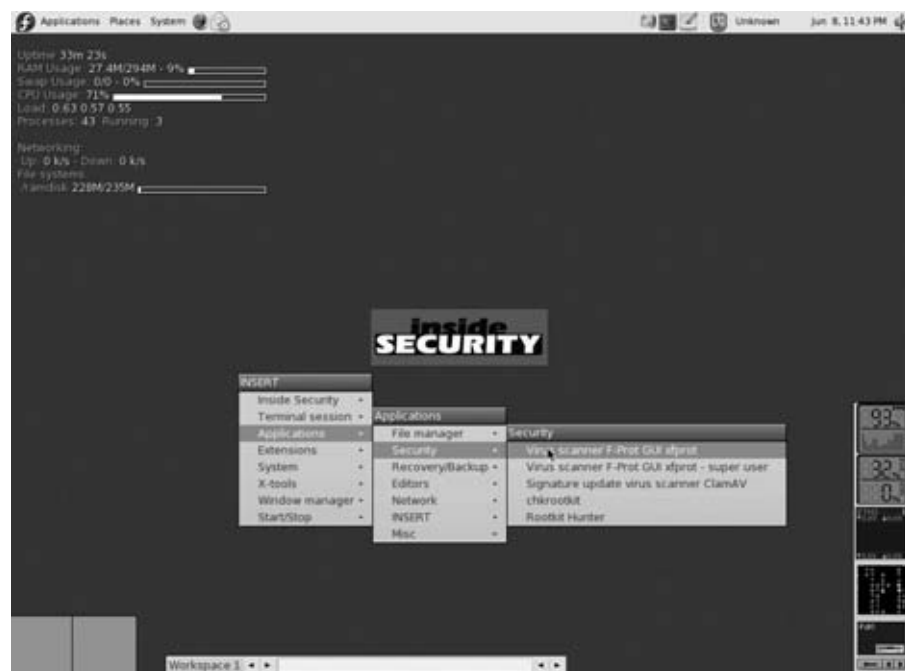 Applications Places System Unknown Jun 8, 11:43 PM
Uptime 33m 23s
RAM Usage: 27.4M/294M - 9%
Swap Usage: 0/0 - 0%
CPU Usage: 71%
Load: 0.63 0.57 0.55
Processes: 43 Running: 3
Networking:
Up: 0 k/s - Down: 0 k/s
File systems:
/ramdisk 228M/235M
inside
SECURITY
INSERT
Inside Security
Terminal session
Applications
Extensions
System
X-tools
Window manager
Start/Stop
Applications
File manager
Security
Recovery/Backup
Editors
Network
INSERT
Misc
Security
Virus scanner F-Prot GUI xfprot
Virus scanner F-Prot GUI xfprot - super user
Signature update virus scanner ClamAV
chkrootkit
Rootkit Hunter
Workspace 1